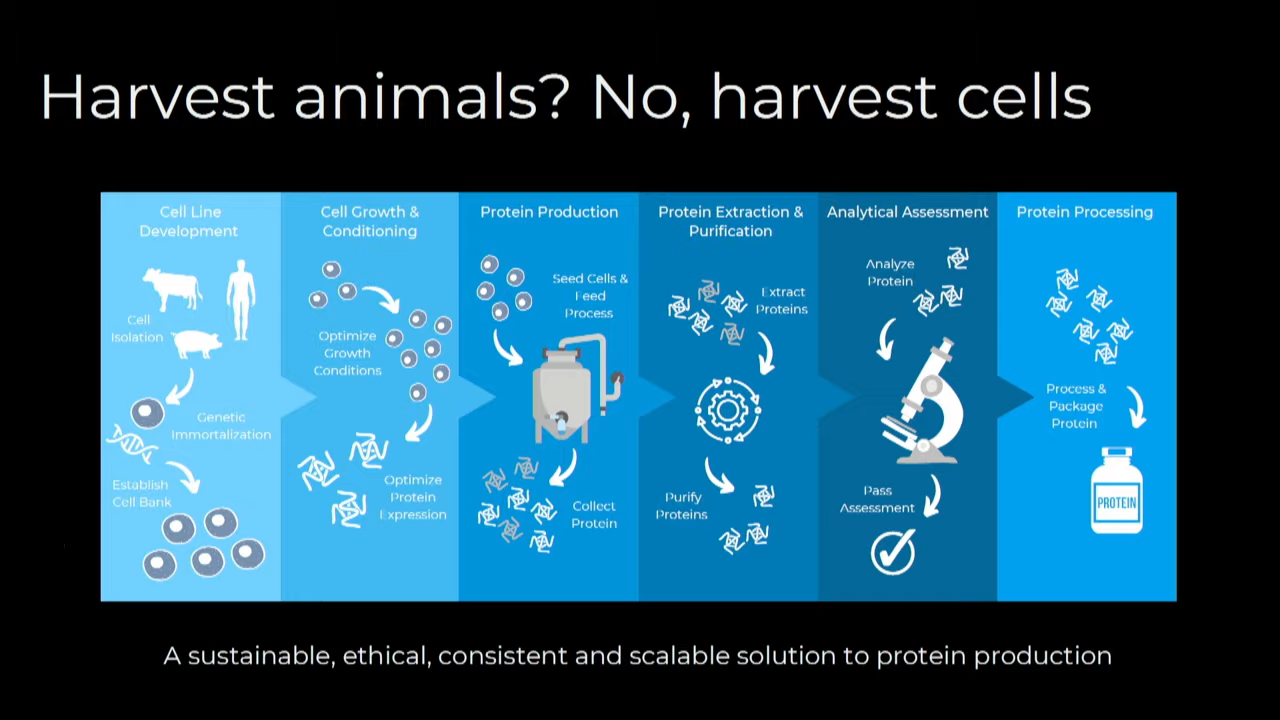 Harvest animals? No, harvest cells
Cell Line
Development
Cell
Isolation
Genetic
Immortalization
Establish
Cell Bank
Cell Growth &
Conditioning
Optimize
Growth
Conditions
Optimize
Protein
Expression
Protein Production
Seed Cells &
Feed
Process
Collect
Protein
Protein Extraction &
Purification
Extract
Proteins
Purify
Proteins
Analytical Assessment
Analyze
Protein
Pass
Assessment
Protein Processing
Process &
Package
Protein
PROTEIN
A sustainable, ethical, consistent and scalable solution to protein production